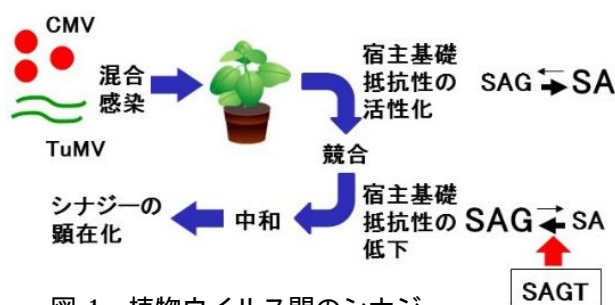 CMV
混合
感染
TuMV
宿主基礎
抵抗性の
活性化
SAG SA
競合
シナジーの
顕在化
中和
宿主基礎
抵抗性の
低下
SAG SA
SAGT
図 1 植物ウイルス間のシナジ